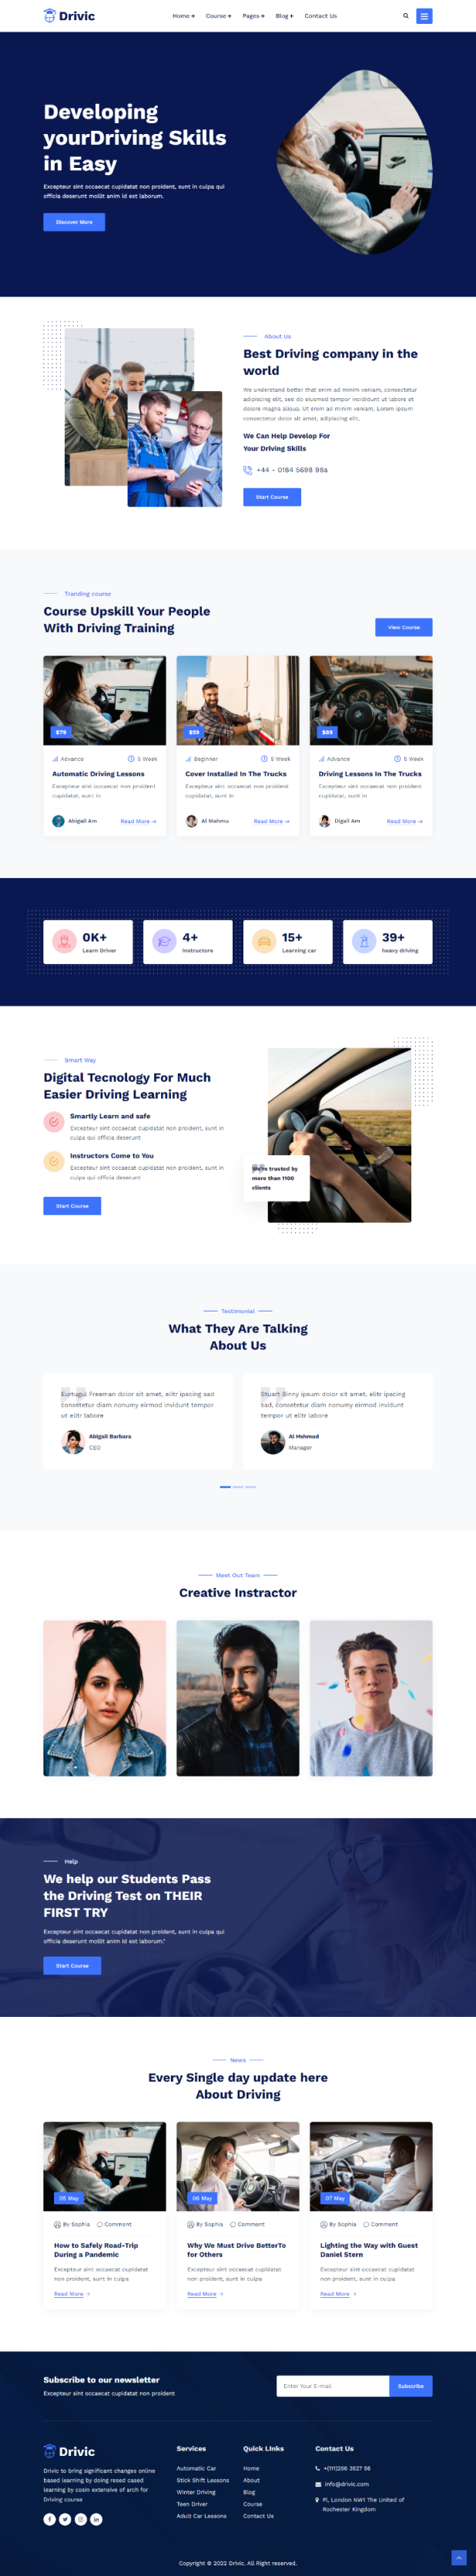 Drivic
Home + Course + Pages + Blog + Contact Us
Developing
yourDriving Skills
in Easy
Excepteur sint occaecat cupidatat non proident, sunt in culpa qui
officia deserunt mollit anim id est laborum.
Discover More
About Us
Best Driving company in the
world
We understand better that enim ad minim veniam, consectetur
adipiscing elit, sed do eiusmod tempor incididunt ut labore et
dolore magna aliqua. Ut enim ad minim veniam, Lorem ipsum
consectetur dolor sit amet, adipiscing elit,
We Can Help Develop For
Your Driving Skills
+44 - 0184 5698 98a
Start Course
Tranding course
Course Upskill Your People
With Driving Training
View Course
$79
Advance 5 Week
Automatic Driving Lessons
Excepteur sint occaecat non proident
cupidatat, sunt in
Abigail Am Read More →
$59
Beginner 5 Week
Cover Installed In The Trucks
Excepteur sint occaecat non proident
cupidatat, sunt in
Al Mahmu Read More →
$89
Advance 6 Week
Driving Lessons In The Trucks
Excepteur sint occaecat non proident
cupidatat, sunt in
Digail Am Read More →
0K+
Learn Driver
4+
Instructore
15+
Learning car
39+
heavy driving
Smart Way
Digital Tecnology For Much
Easier Driving Learning
Smartly Learn and safe
Excepteur sint occaecat cupidatat non proident, sunt in
culpa qui officia deserunt
Instructors Come to You
Excepteur sint occaecat cupidatat non proident, sunt in
culpa qui officia deserunt
Start Course
We're trusted by
more than 1100
clients
Testimonial
What They Are Talking
About Us
Eurtugul Freeman dolor sit amet, elitr ipscing sad
consetetur diam nonumy eirmod invidunt tempor
ut elitr labore
Abigail Barbara
CEO
Stuart Binny ipsum dolor sit amet, elitr ipscing
sad, consetetur diam nonumy eirmod invidunt
tempor ut elitr labore
Al Hehmud
Manager
Meet Out Team
Creative Instractor
Help
We help our Students Pass
the Driving Test on THEIR
FIRST TRY
Excepteur sint occaecat cupidatat non proident, sunt in culpa qui
officia deserunt mollit anim id est laborum."
Start Course
News
Every Single day update here
About Driving
05 May
By Sophia Comment
How to Safely Road-Trip
During a Pandemic
Excepteur sint occaecat cupidatat
non proident, sunt in culpa
Read More
06 May
By Sophia Comment
Why We Must Drive BetterTo
for Others
Excepteur sint occaecat cupidatat
non proident, sunt in culpa
Read More
07 May
By Sophia Comment
Lighting the Way with Guest
Daniel Stern
Excepteur sint occaecat cupidatat
non proident, sunt in culpa
Read More
Subscribe to our newsletter
Excepteur sint occaecat cupidatat non proident
Enter Your E-mail
Subscribe
Drivic
Drivic to bring significant changes online
based learning by doing resed cased
learning by cosin extensive of arch for
Driving course
Services
Automatic Car
Stick Shift Lessons
Winter Driving
Teen Driver
Adult Car Lessons
Quick Links
Home
About
Blog
Course
Contact Us
Contact Us
+(111)256 3527 56
info@drivic.com
Pl, London NW1 The United of
Rochester Kingdom
Copyright © 2022 Drivic. All Right reserved.